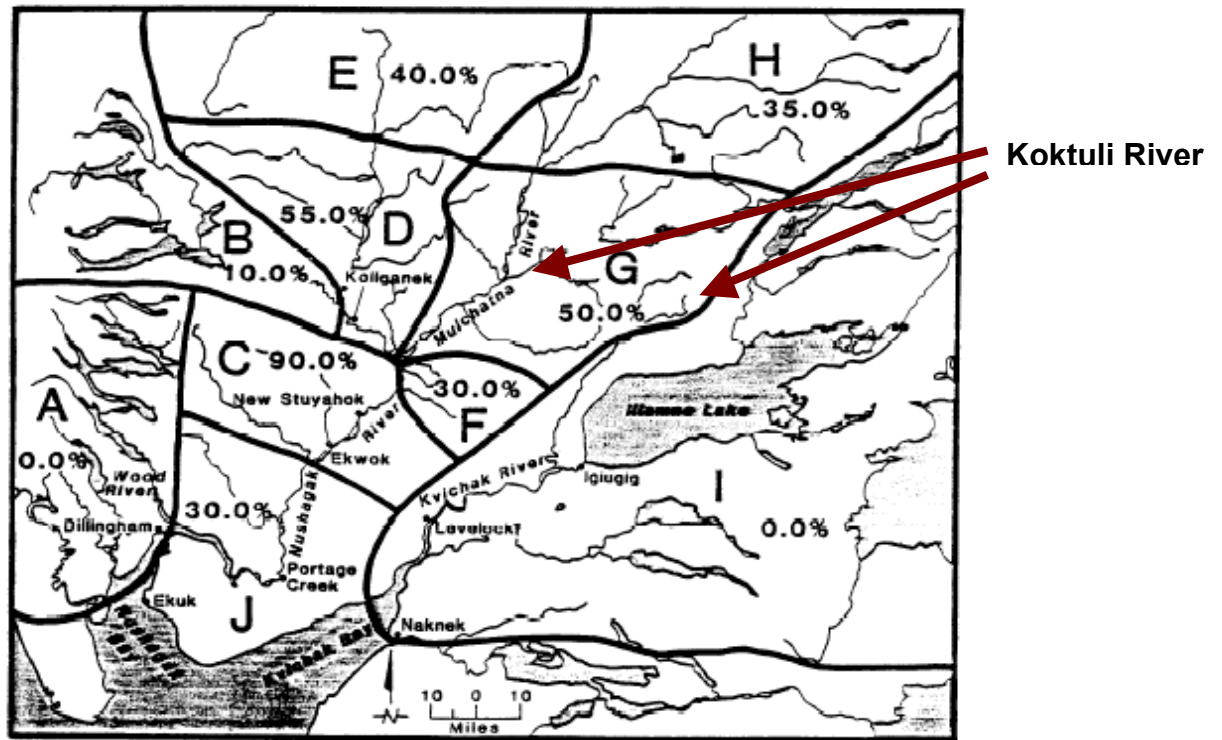 E
40.0%
H
35.0%
Koktuli River
55.0%
D
B
10.0%
Koliganek
River
G
50.0%
Mulchatna
C
90.0%
30.0%
F
New Stuyahok
River
Iliamna Lake
A
0.0%
Ekwok
Wood
River
30.0%
Nushagak
Kvichak River
Igiugig
I
0.0%
Dillingham
Levelock
Portage
Creek
Ekuk
J
Naknek
Kvichak Bay
10 0 10
N
Miles